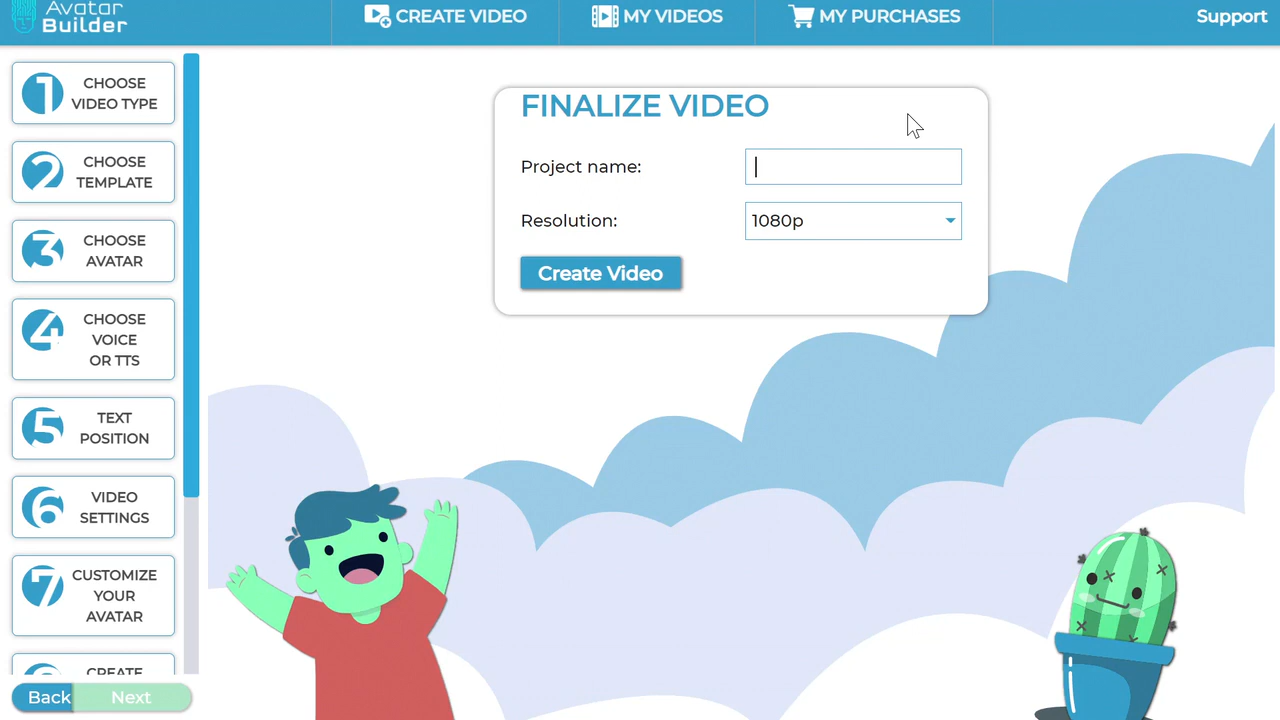 Avatar
Builder
CREATE VIDEO
MY VIDEOS
MY PURCHASES
Support
1
CHOOSE
VIDEO TYPE
2
CHOOSE
TEMPLATE
3
CHOOSE
AVATAR
4
CHOOSE
VOICE
OR TTS
5
TEXT
POSITION
6
VIDEO
SETTINGS
7
CUSTOMIZE
YOUR
AVATAR
CREATE
Back
Next
FINALIZE VIDEO
Project name:
Resolution:
1080p
Create Video